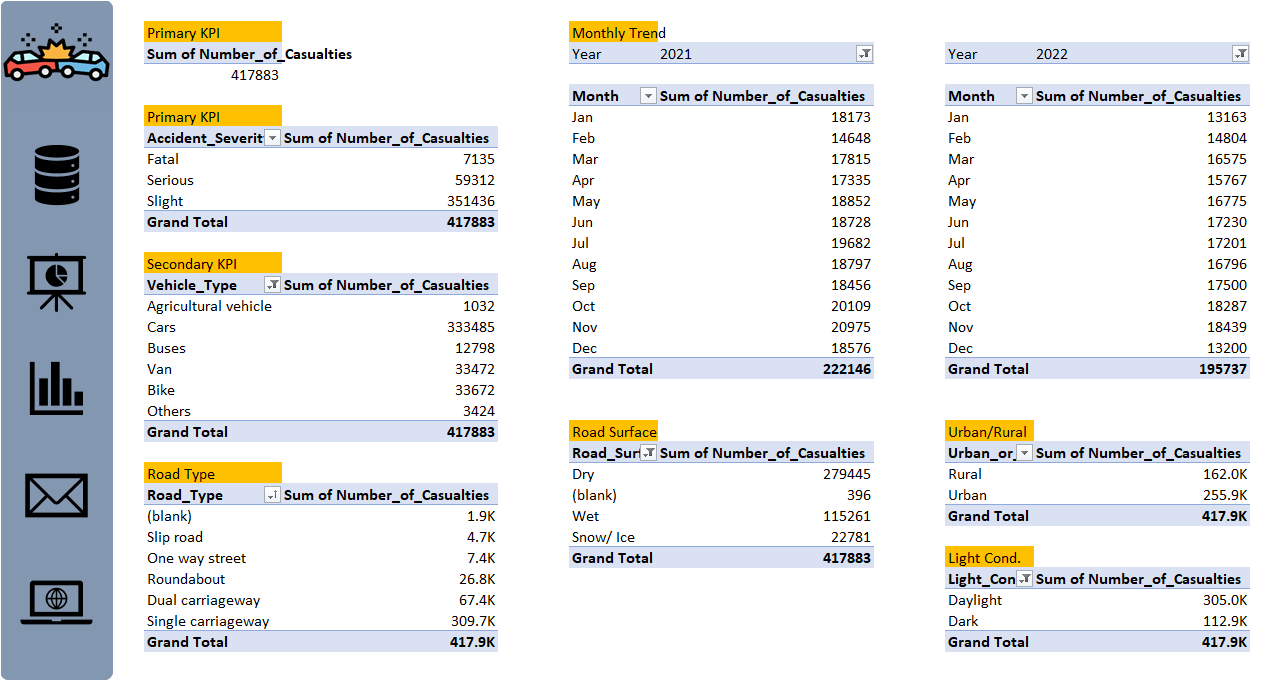 Primary KPI
Sum of Number_of_Casualties
417883
Primary KPI
Accident_Severit Sum of Number_of_Casualties
Fatal 7135
Serious 59312
Slight 351436
Grand Total 417883
Secondary KPI
Vehicle_Type Sum of Number_of_Casualties
Agricultural vehicle 1032
Cars 333485
Buses 12798
Van 33472
Bike 33672
Others 3424
Grand Total 417883
Road Type
Road_Type Sum of Number_of_Casualties
(blank) 1.9K
Slip road 4.7K
One way street 7.4K
Roundabout 26.8K
Dual carriageway 67.4K
Single carriageway 309.7K
Grand Total 417.9K
Monthly Trend
Year 2021
Month Sum of Number_of_Casualties
Jan 18173
Feb 14648
Mar 17815
Apr 17335
May 18852
Jun 18728
Jul 19682
Aug 18797
Sep 18456
Oct 20109
Nov 20975
Dec 18576
Grand Total 222146
Road Surface
Road_Surf Sum of Number_of_Casualties
Dry 279445
(blank) 396
Wet 115261
Snow/ Ice 22781
Grand Total 417883
Year 2022
Month Sum of Number_of_Casualties
Jan 13163
Feb 14804
Mar 16575
Apr 15767
May 16775
Jun 17230
Jul 17201
Aug 16796
Sep 17500
Oct 18287
Nov 18439
Dec 13200
Grand Total 195737
Urban/Rural
Urban_or_ Sum of Number_of_Casualties
Rural 162.0K
Urban 255.9K
Grand Total 417.9K
Light Cond.
Light_Con Sum of Number_of_Casualties
Daylight 305.0K
Dark 112.9K
Grand Total 417.9K